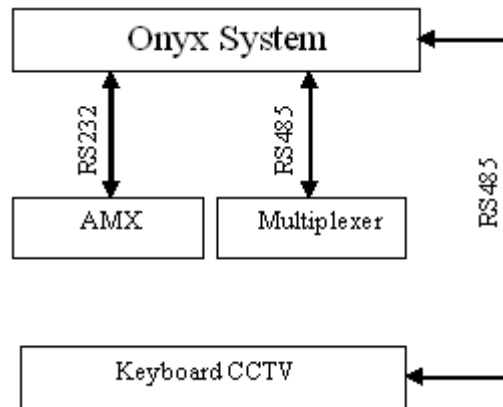 Onyx System
RS232
RS485
RS485
AMX
Multiplexer
Keyboard CCTV